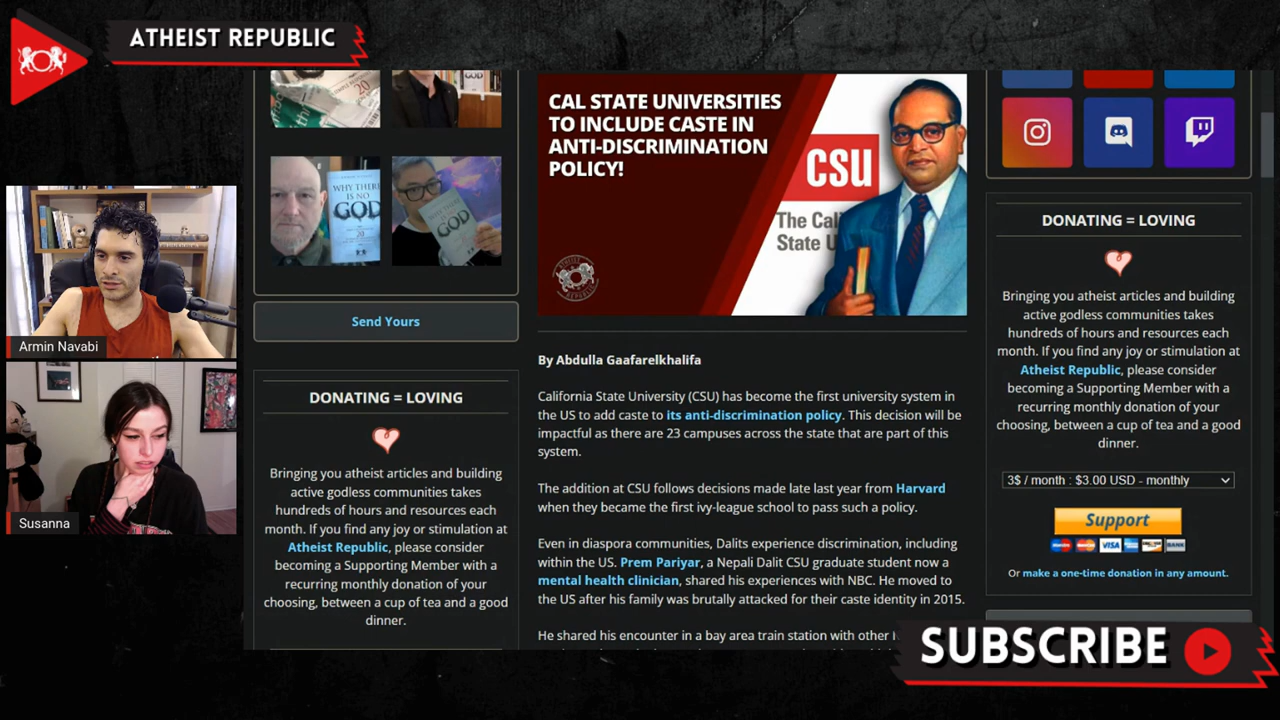 ATHEIST REPUBLIC
Armin Navabi
Susanna
WHY THERE
IS NO
GOD
Send Yours
DONATING = LOVING
Bringing you atheist articles and building
active godless communities takes
hundreds of hours and resources each
month. If you find any joy or stimulation at
Atheist Republic, please consider
becoming a Supporting Member with a
recurring monthly donation of your
choosing, between a cup of tea and a good
dinner.
CAL STATE UNIVERSITIES
TO INCLUDE CASTE IN
ANTI-DISCRIMINATION
POLICY!
CSU
The Cal
State U
By Abdulla Gaafarelkhalifa
California State University (CSU) has become the first university system in
the US to add caste to its anti-discrimination policy. This decision will be
impactful as there are 23 campuses across the state that are part of this
system.
The addition at CSU follows decisions made late last year from Harvard
when they became the first ivy-league school to pass such a policy.
Even in diaspora communities, Dalits experience discrimination, including
within the US. Prem Pariyar, a Nepali Dalit CSU graduate student now a
mental health clinician, shared his experiences with NBC. He moved to
the US after his family was brutally attacked for their caste identity in 2015.
He shared his encounter in a bay area train station with other
DONATING = LOVING
Bringing you atheist articles and building
active godless communities takes
hundreds of hours and resources each
month. If you find any joy or stimulation at
Atheist Republic, please consider
becoming a Supporting Member with a
recurring monthly donation of your
choosing, between a cup of tea and a good
dinner.
3$ / month : $3.00 USD - monthly
Support
VISA
BANK
Or make a one-time donation in any amount.
SUBSCRIBE